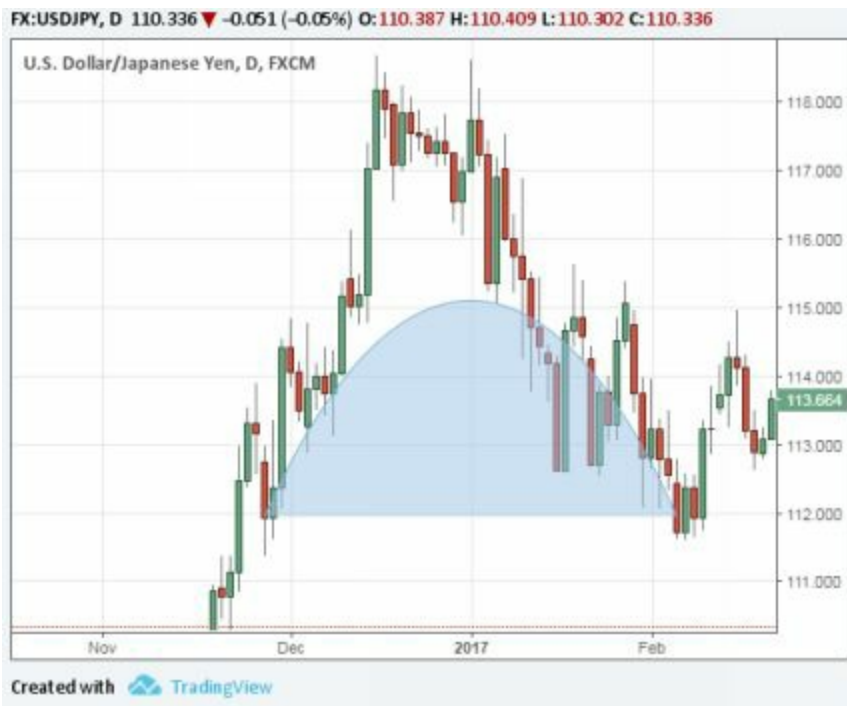 FX:USDJPY, D 110.336 ▼ −0.051 (−0.05%) O:110.387 H:110.409 L:110.302 C:110.336
U.S. Dollar/Japanese Yen, D, FXCM
118.000
117.000
116.000
115.000
114.000
113.664
113.000
112.000
111.000
Nov Dec 2017 Feb
Created with TradingView